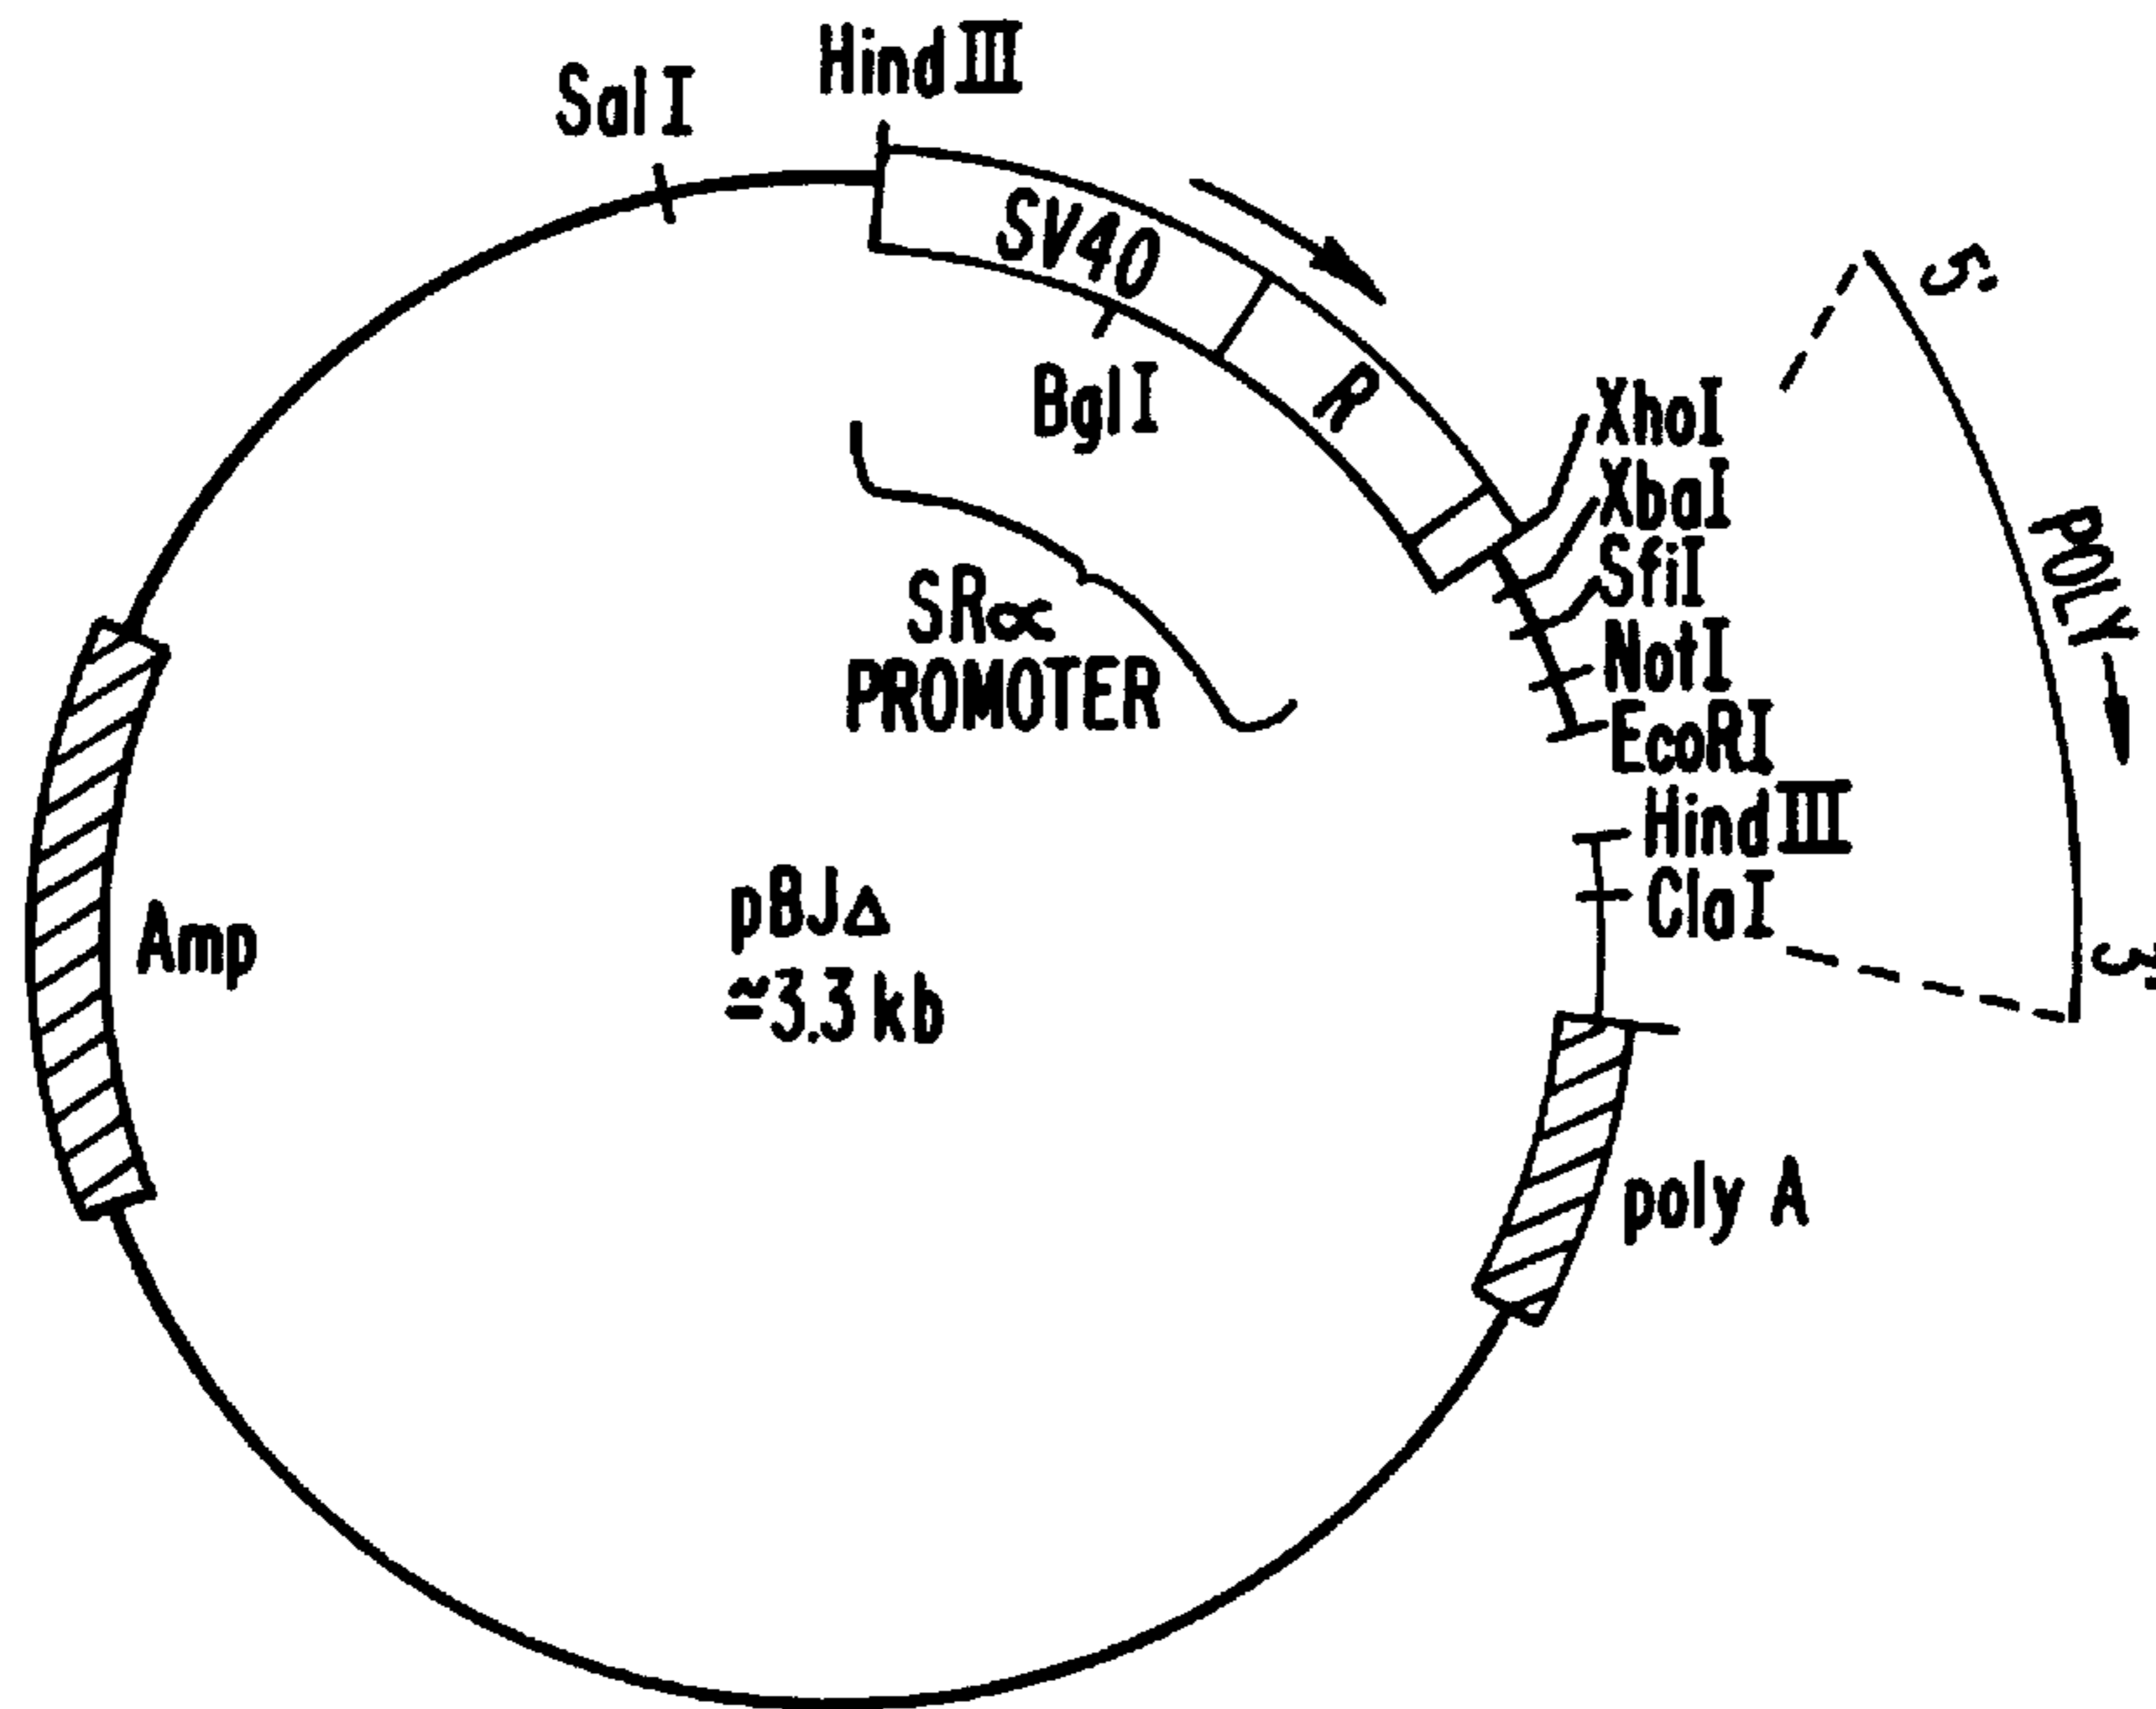 Hind III
Sal I
SV40
5'
BglI
R
XhoI
XbaI
SfiI
POLY
SRα
PROMOTER
NotI
EcoRI
Hind III
ClaI
pBJΔ
≃3.3 kb
Amp
poly A